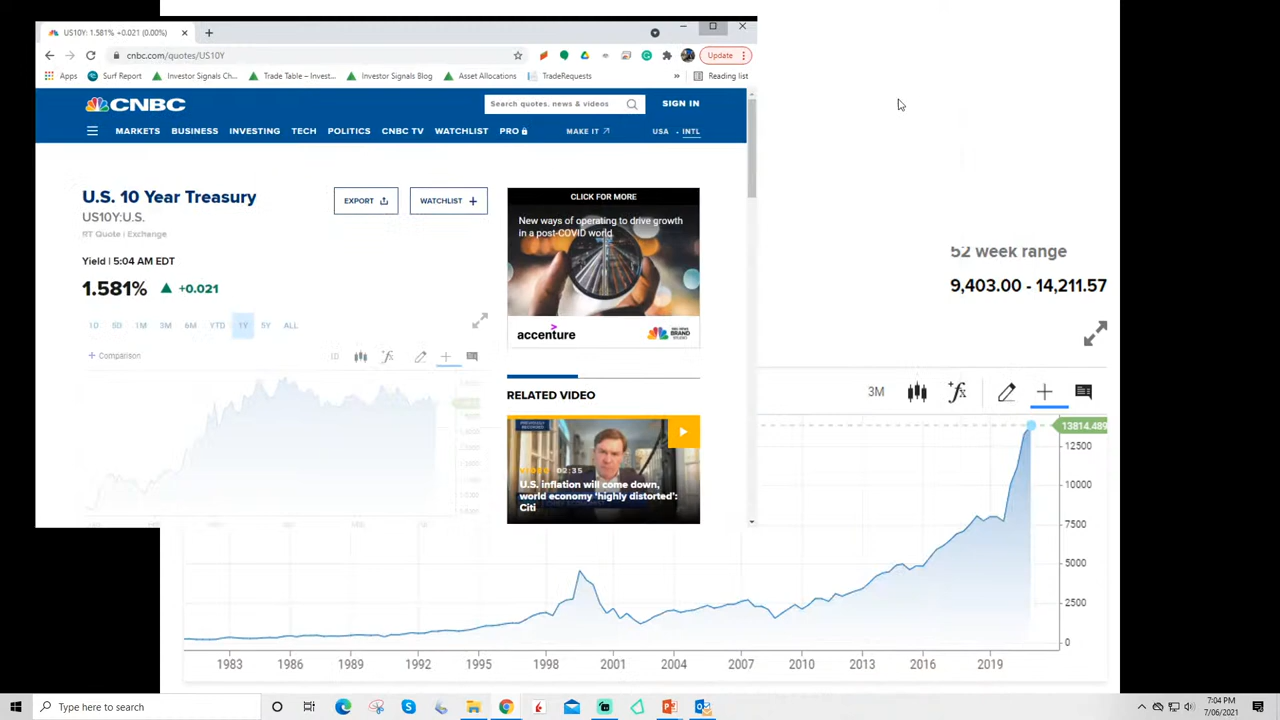 US10Y: 1.581% +0.021 (0.00%)
cnbc.com/quotes/US10Y
Update
Apps
Surf Report
Investor Signals Ch...
Trade Table – Invest...
Investor Signals Blog
Asset Allocations
TradeRequests
»
Reading list
CNBC
Search quotes, news & videos
SIGN IN
MARKETS
BUSINESS
INVESTING
TECH
POLITICS
CNBC TV
WATCHLIST
PRO
MAKE IT
USA • INTL
U.S. 10 Year Treasury
US10Y:U.S.
RT Quote | Exchange
EXPORT
WATCHLIST +
Yield | 5:04 AM EDT
1.581% +0.021
1D 5D 1M 3M 6M YTD 1Y 5Y ALL
+ Comparison
1D
CLICK FOR MORE
New ways of operating to drive growth
in a post-COVID world
accenture
RELATED VIDEO
VIDEO 02:35
U.S. inflation will come down,
world economy ‘highly distorted’:
Citi
52 week range
9,403.00 - 14,211.57
3M
13814.489
12500
10000
7500
5000
2500
0
1983 1986 1989 1992 1995 1998 2001 2004 2007 2010 2013 2016 2019
Type here to search
7:04 PM
7/06/2021